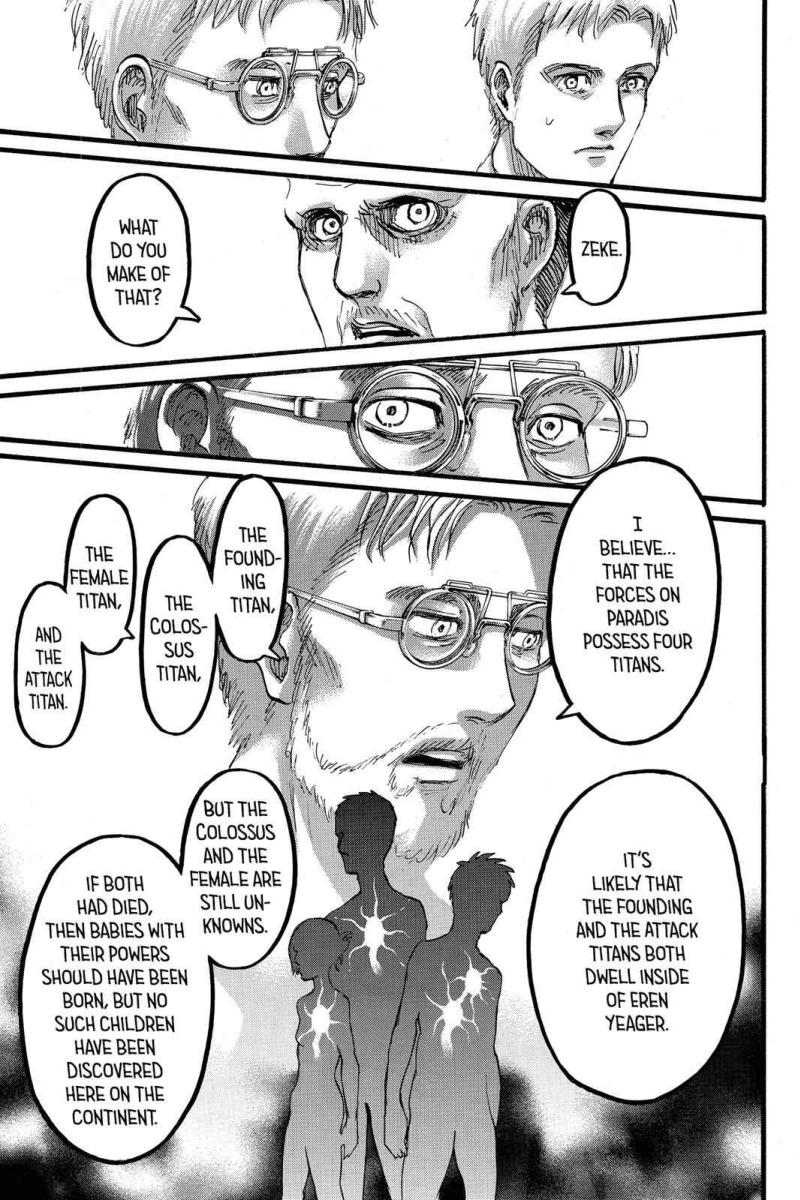 ZEKE.
WHAT
DO YOU
MAKE OF
THAT?
I
BELIEVE...
THAT THE
FORCES ON
PARADIS
POSSESS FOUR
TITANS.
THE
FOUND-
ING
TITAN,
THE
COLOS-
SUS
TITAN,
THE
FEMALE
TITAN,
AND
THE
ATTACK
TITAN.
IT'S
LIKELY THAT
THE FOUNDING
AND THE ATTACK
TITANS BOTH
DWELL INSIDE
OF EREN
YEAGER.
BUT THE
COLOSSUS
AND THE
FEMALE ARE
STILL UN-
KNOWNS.
IF BOTH
HAD DIED,
THEN BABIES WITH
THEIR POWERS
SHOULD HAVE BEEN
BORN, BUT NO
SUCH CHILDREN
HAVE BEEN
DISCOVERED
HERE ON THE
CONTINENT.